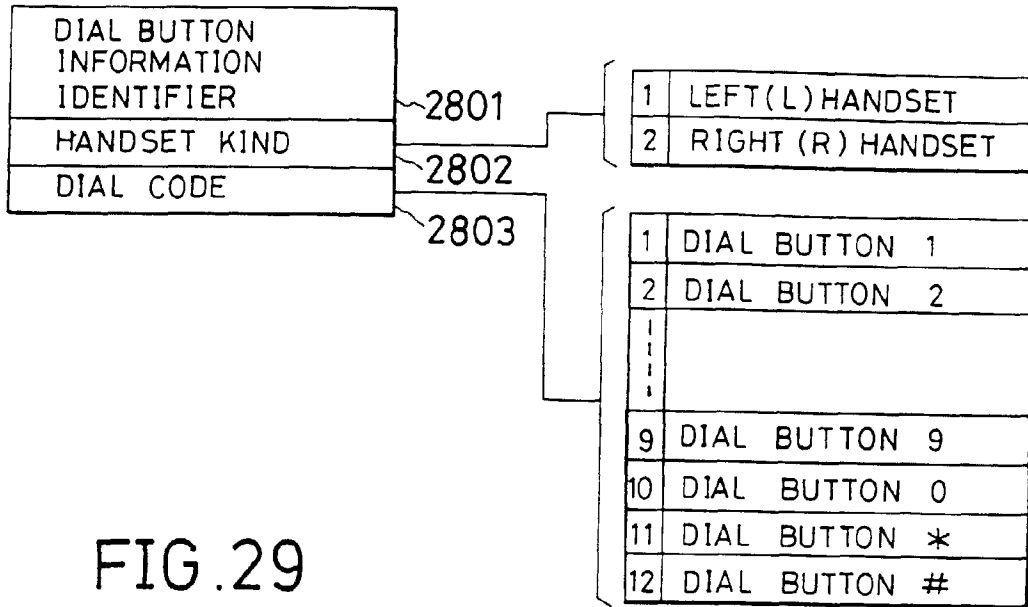 DIAL BUTTON
INFORMATION
IDENTIFIER
2801
HANDSET KIND
2802
DIAL CODE
2803
1 LEFT(L)HANDSET
2 RIGHT (R) HANDSET
1 DIAL BUTTON 1
2 DIAL BUTTON 2
9 DIAL BUTTON 9
10 DIAL BUTTON 0
11 DIAL BUTTON *
12 DIAL BUTTON #
FIG.29